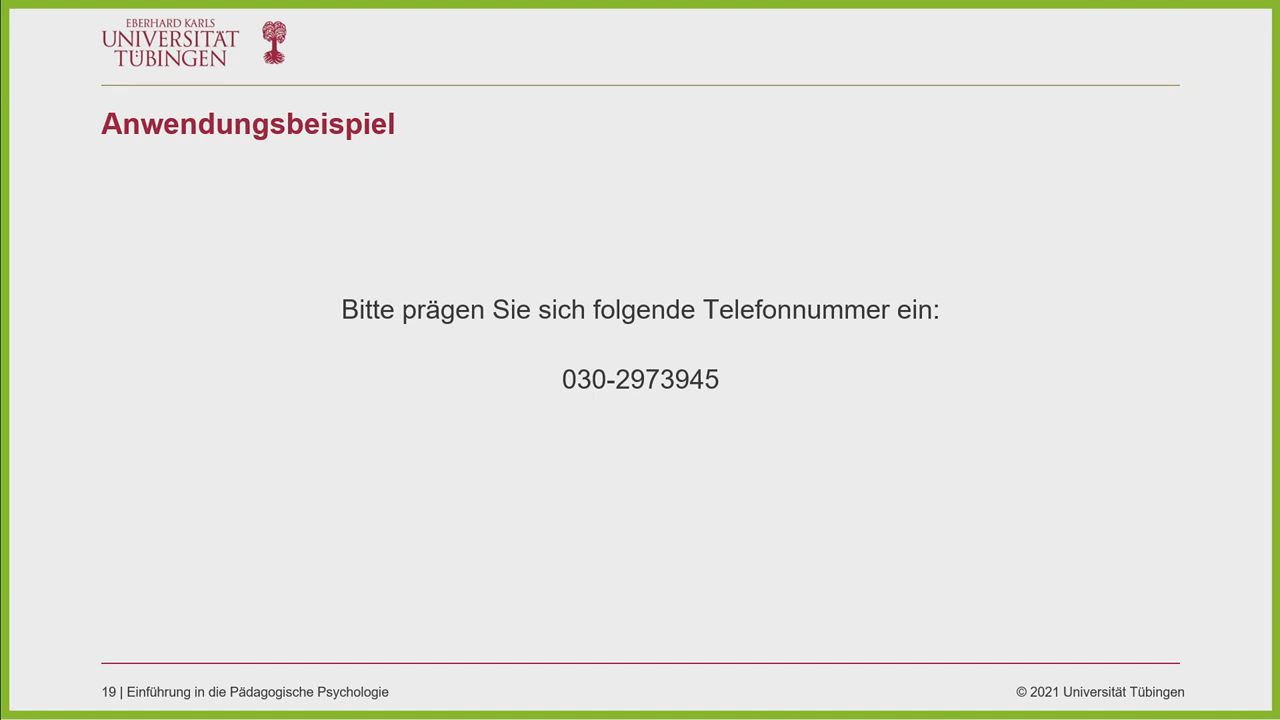 EBERHARD KARLS
UNIVERSITÄT
TÜBINGEN
Anwendungsbeispiel
Bitte prägen Sie sich folgende Telefonnummer ein:
030-2973945
19 | Einführung in die Pädagogische Psychologie
© 2021 Universität Tübingen